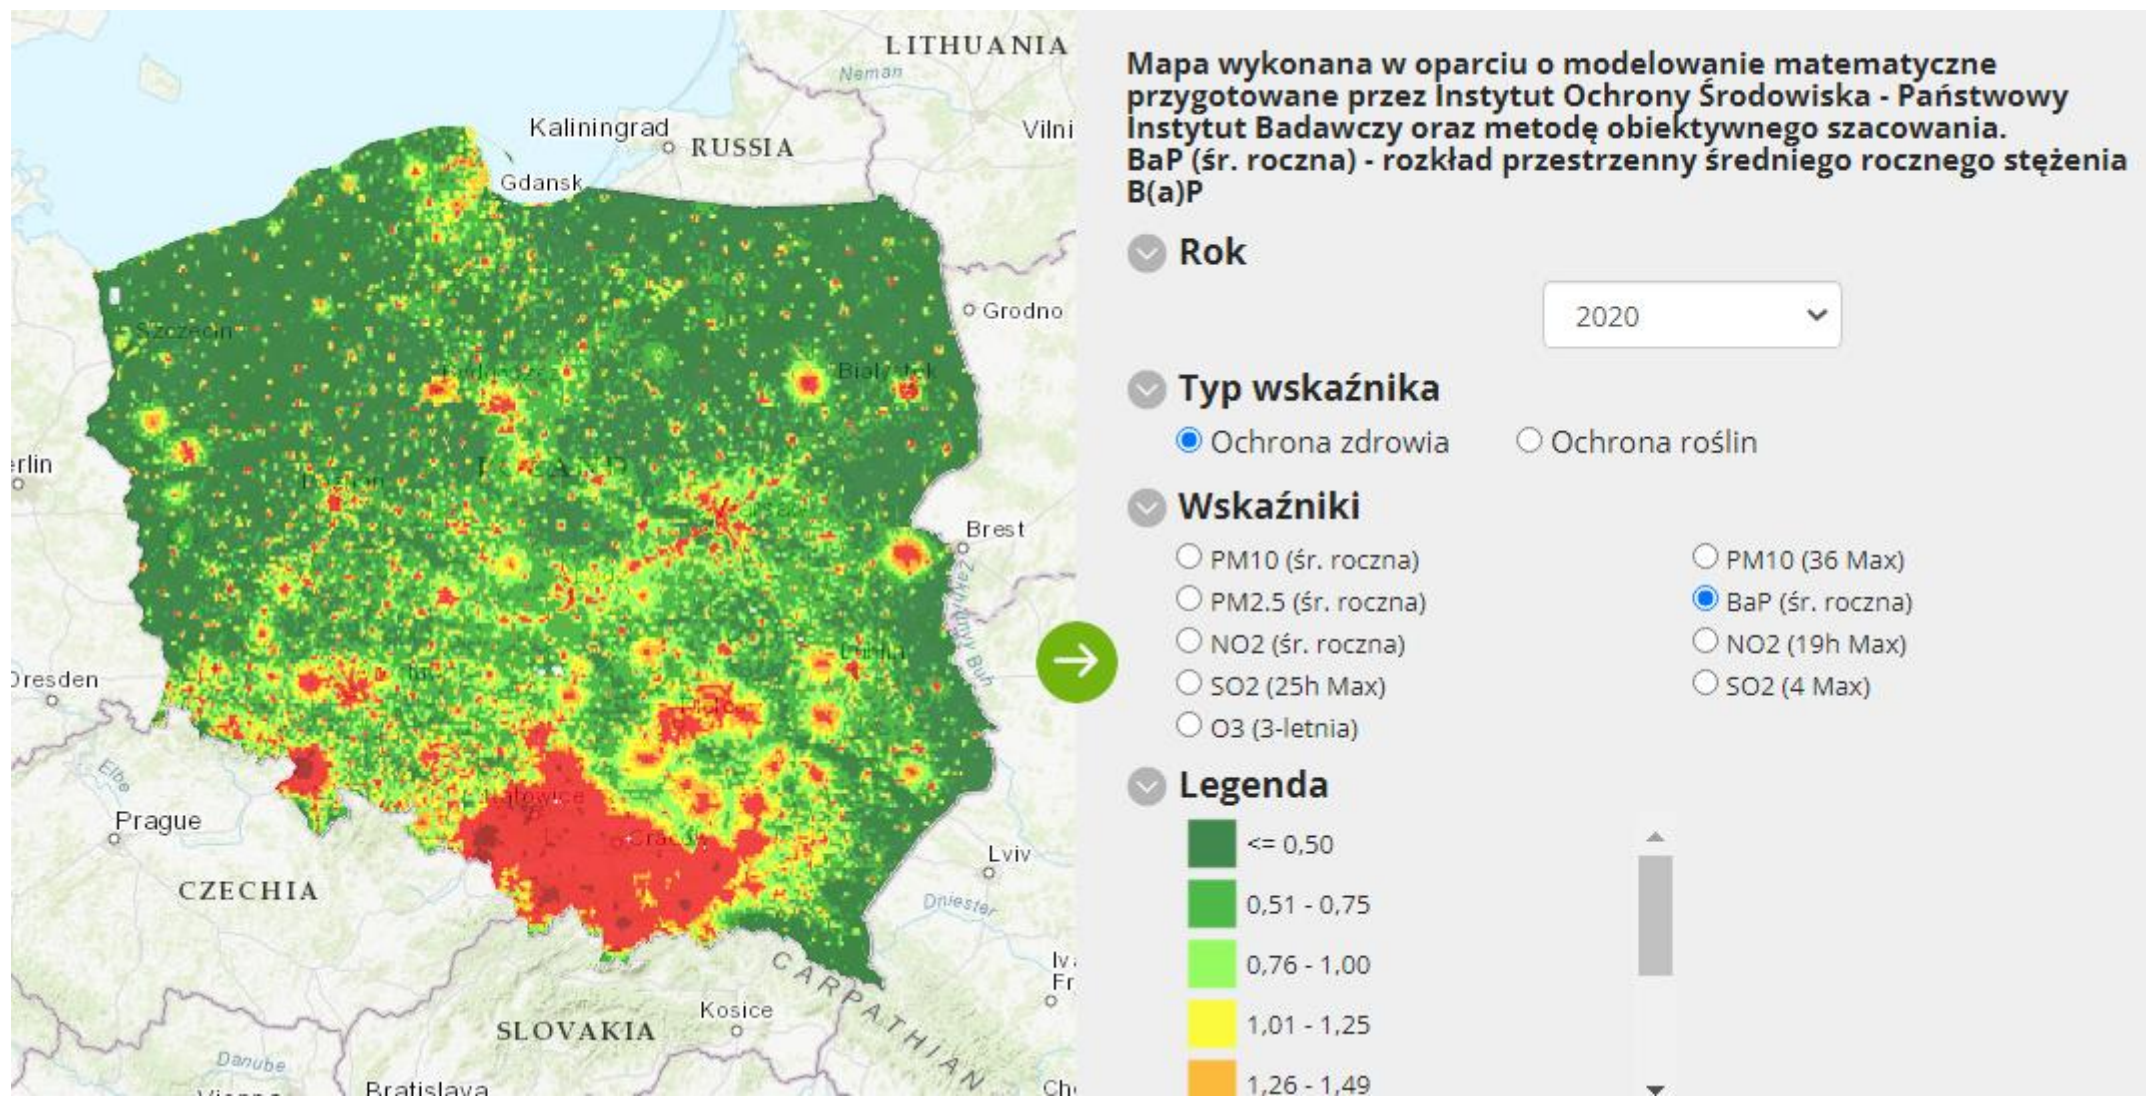 LITHUANIA
Neman
Kaliningrad
RUSSIA
Vilni
Gdansk
Grodno
Szczecin
Bialystok
erlin
Brest
Zakhidnyi Buh
Lublin
Dresden
Elbe
Katowice
Cracow
Prague
Lviv
CZECHIA
Dniester
CARPATHIAN
Kosice
SLOVAKIA
Danube
Bratislava
Mapa wykonana w oparciu o modelowanie matematyczne
przygotowane przez Instytut Ochrony Środowiska - Państwowy
Instytut Badawczy oraz metodę obiektywnego szacowania.
BaP (śr. roczna) - rozkład przestrzenny średniego rocznego stężenia
B(a)P
Rok
2020
Typ wskaźnika
Ochrona zdrowia Ochrona roślin
Wskaźniki
PM10 (śr. roczna) PM10 (36 Max)
PM2.5 (śr. roczna) BaP (śr. roczna)
NO2 (śr. roczna) NO2 (19h Max)
SO2 (25h Max) SO2 (4 Max)
O3 (3-letnia)
Legenda
<= 0,50
0,51 - 0,75
0,76 - 1,00
1,01 - 1,25
1,26 - 1,49